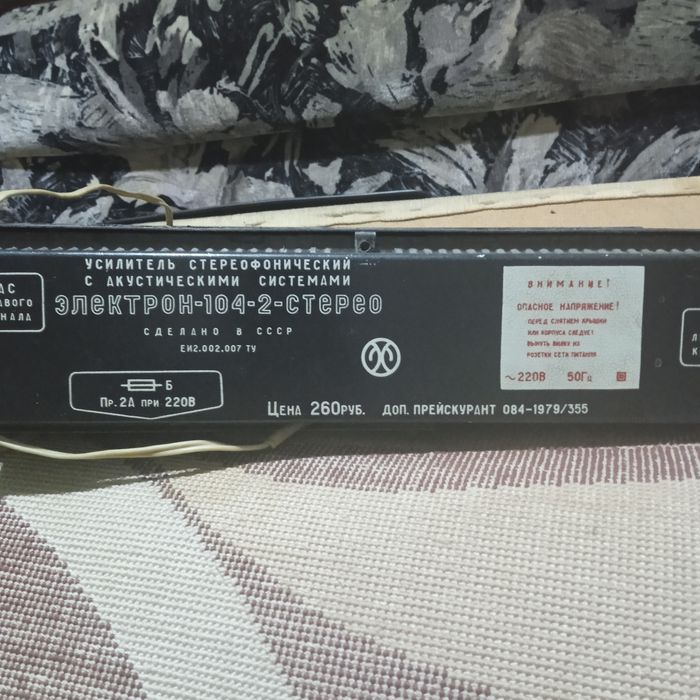 УСИЛИТЕЛЬ СТЕРЕОФОНИЧЕСКИЙ
С АКУСТИЧЕСКИМИ СИСТЕМАМИ
ЭЛЕКТРОН-104-2-СТЕРЕО
СДЕЛАНО В СССР
ЕИ2.002.007 ТУ
Б
Пр. 2А ПРИ 220В
ЦЕНА 260РУБ. ДОП. ПРЕЙСКУРАНТ 084-1979/355
ВНИМАНИЕ!
ОПАСНОЕ НАПРЯЖЕНИЕ!
ПЕРЕД СНЯТИЕМ КРЫШКИ
ИЛИ КОРПУСА СЛЕДУЕТ
ВЫНУТЬ ВИЛКУ ИЗ
РОЗЕТКИ СЕТИ ПИТАНИЯ
~220В 50Гц